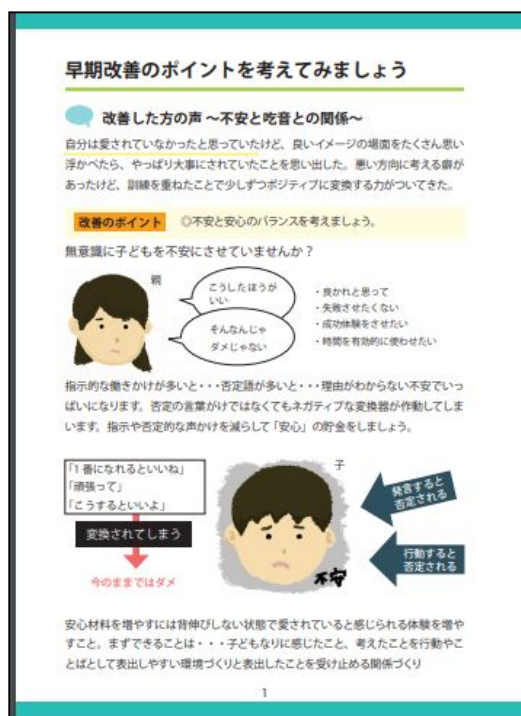 早期改善のポイントを考えてみましょう
改善した方の声 ～不安と吃音との関係～
自分は愛されていなかったと思っていたけど、良いイメージの場面をたくさん思い
浮かべたら、やっぱり大事にされていたことを思い出した。悪い方向に考える癖が
あったけど、訓練を重ねたことで少しずつポジティブに変換する力がついてきた。
改善のポイント ◎不安と安心のバランスを考えましょう。
無意識に子どもを不安にさせていませんか？
親
こうしたほうが
いい
そんなんじゃ
ダメじゃない
・良かれと思って
・失敗させたくない
・成功体験をさせたい
・時間を有効的に使わせたい
指示的な働きかけが多いと・・・否定語が多いと・・・理由がわからない不安でいっ
ぱいになります。否定の言葉がけではなくてもネガティブな変換器が作動してしま
います。指示や否定的な声かけを減らして「安心」の貯金をしましょう。
「1 番になれるといいね」
「頑張って」
「こうするといいよ」
変換されてしまう
今のままではダメ
子
不安
発言すると
否定される
行動すると
否定される
安心材料を増やすには背伸びしない状態で愛されていると感じられる体験を増や
すこと。まずできることは・・・子どもなりに感じたこと、考えたことを行動やこ
とばとして表出しやすい環境づくりと表出したことを受け止める関係づくり
1